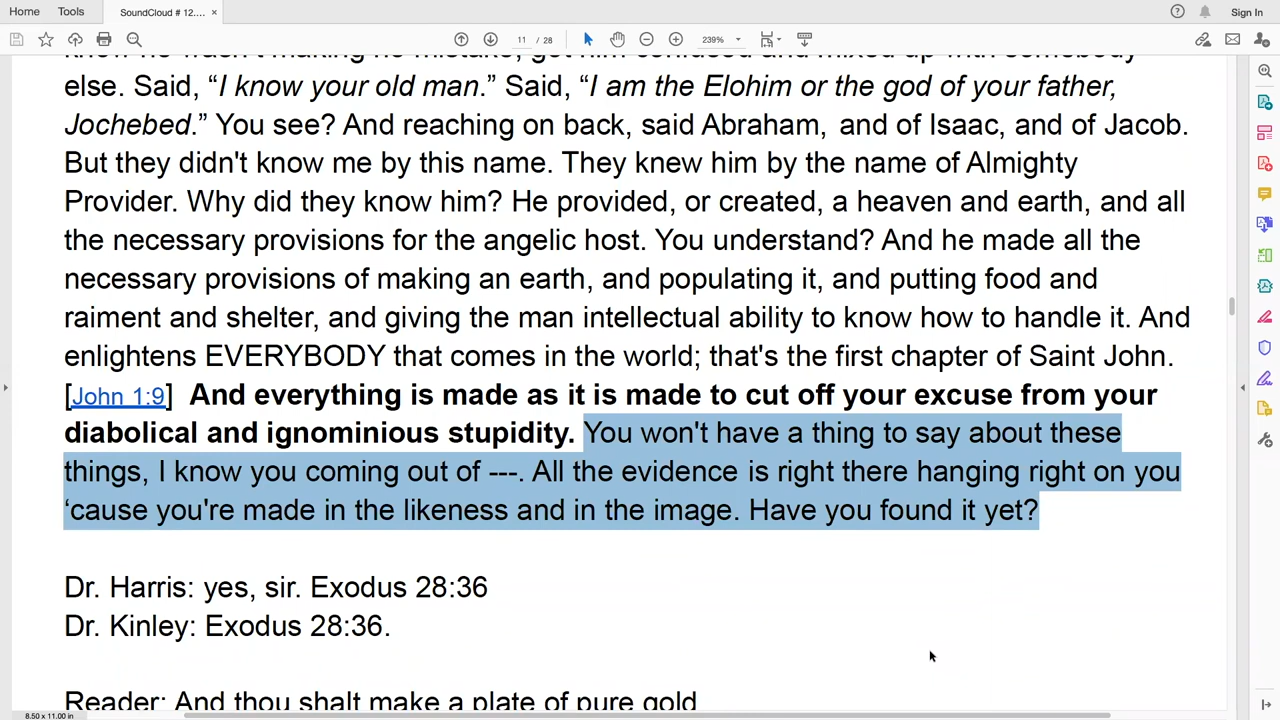 Home Tools SoundCloud # 12.... × Sign In
11 / 28 239%
else. Said, “I know your old man.” Said, “I am the Elohim or the god of your father,
Jochebed.” You see? And reaching on back, said Abraham, and of Isaac, and of Jacob.
But they didn't know me by this name. They knew him by the name of Almighty
Provider. Why did they know him? He provided, or created, a heaven and earth, and all
the necessary provisions for the angelic host. You understand? And he made all the
necessary provisions of making an earth, and populating it, and putting food and
raiment and shelter, and giving the man intellectual ability to know how to handle it. And
enlightens EVERYBODY that comes in the world; that's the first chapter of Saint John.
[John 1:9] And everything is made as it is made to cut off your excuse from your
diabolical and ignominious stupidity. You won't have a thing to say about these
things, I know you coming out of ---. All the evidence is right there hanging right on you
‘cause you're made in the likeness and in the image. Have you found it yet?
Dr. Harris: yes, sir. Exodus 28:36
Dr. Kinley: Exodus 28:36.
Reader: And thou shalt make a plate of pure gold
8.50 x 11.00 in